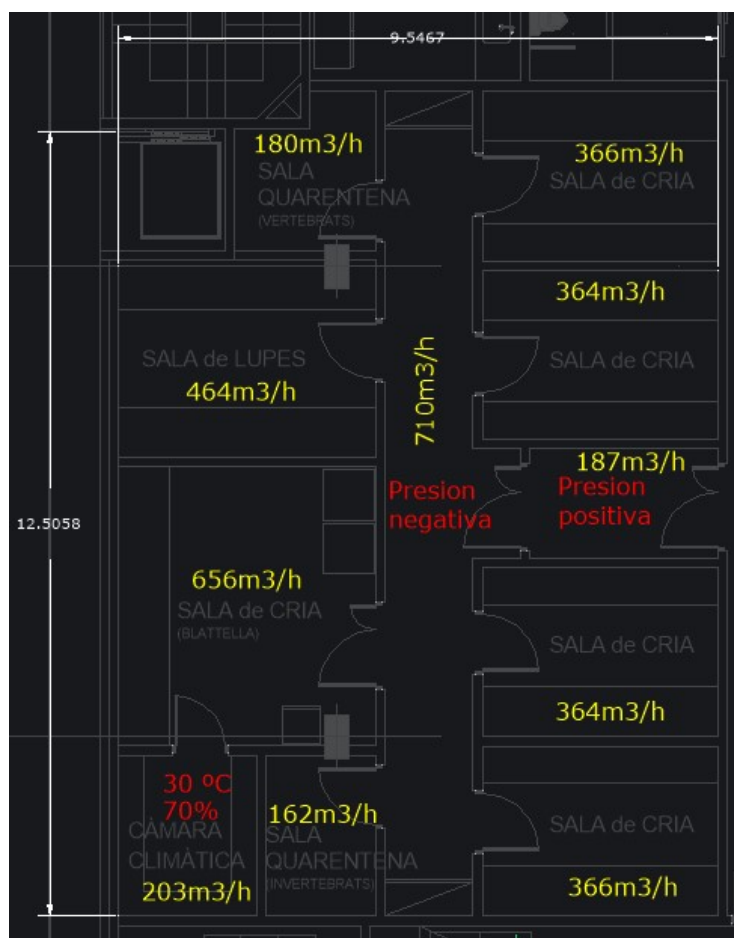 9.5467
180m3/h
SALA
QUARENTENA
(VERTEBRATS)
366m3/h
SALA de CRIA
364m3/h
SALA de CRIA
SALA de LUPES
464m3/h
710m3/h
187m3/h
Presion
negativa
Presion
positiva
12.5058
656m3/h
SALA de CRIA
(BLATTELLA)
SALA de CRIA
364m3/h
30 ºC
70%
CÀMARA
CLIMÀTICA
203m3/h
162m3/h
SALA
QUARENTENA
(INVERTEBRATS)
SALA de CRIA
366m3/h